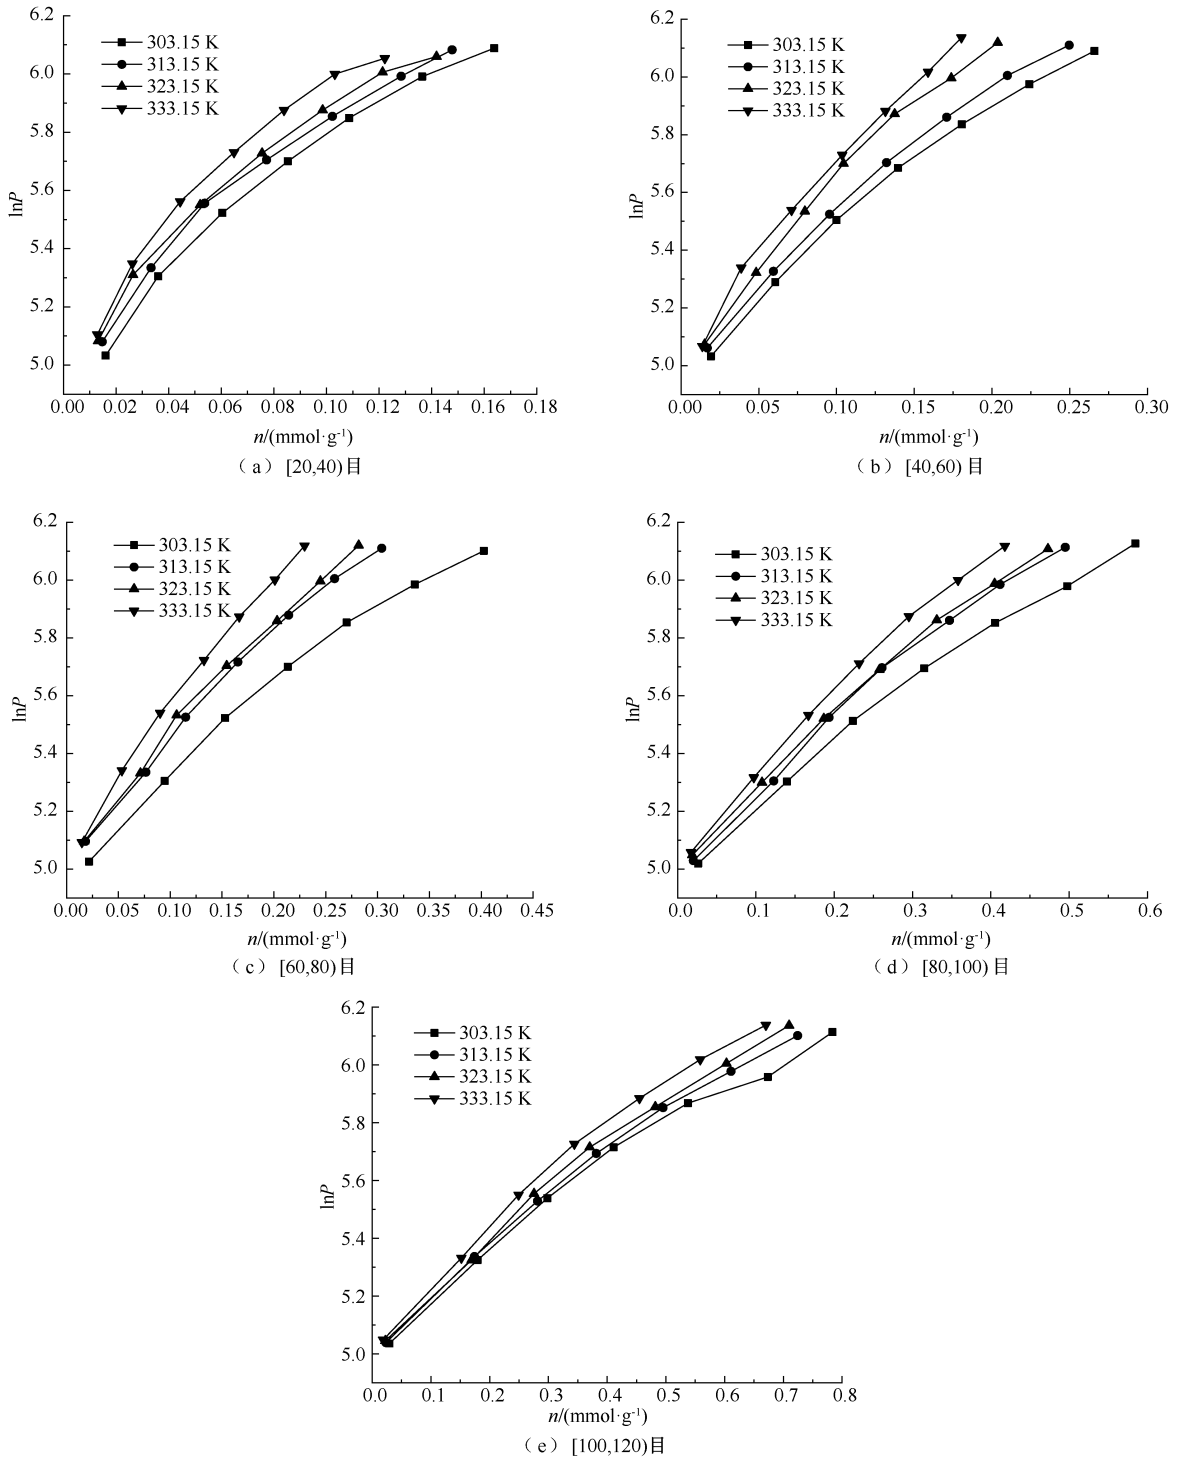 6.2
6.0
5.8
5.6
5.4
5.2
5.0
lnP
303.15 K
313.15 K
323.15 K
333.15 K
0.00 0.02 0.04 0.06 0.08 0.10 0.12 0.14 0.16 0.18
n/(mmol·g⁻¹)
（a） [20,40)目
6.2
6.0
5.8
5.6
5.4
5.2
5.0
lnP
303.15 K
313.15 K
323.15 K
333.15 K
0.00 0.05 0.10 0.15 0.20 0.25 0.30
n/(mmol·g⁻¹)
（b） [40,60) 目
6.2
6.0
5.8
5.6
5.4
5.2
5.0
lnP
303.15 K
313.15 K
323.15 K
333.15 K
0.00 0.05 0.10 0.15 0.20 0.25 0.30 0.35 0.40 0.45
n/(mmol·g⁻¹)
（c） [60,80)目
6.2
6.0
5.8
5.6
5.4
5.2
5.0
lnP
303.15 K
313.15 K
323.15 K
333.15 K
0.0 0.1 0.2 0.3 0.4 0.5 0.6
n/(mmol·g⁻¹)
（d） [80,100)目
6.2
6.0
5.8
5.6
5.4
5.2
5.0
lnP
303.15 K
313.15 K
323.15 K
333.15 K
0.0 0.1 0.2 0.3 0.4 0.5 0.6 0.7 0.8
n/(mmol·g⁻¹)
（e） [100,120)目